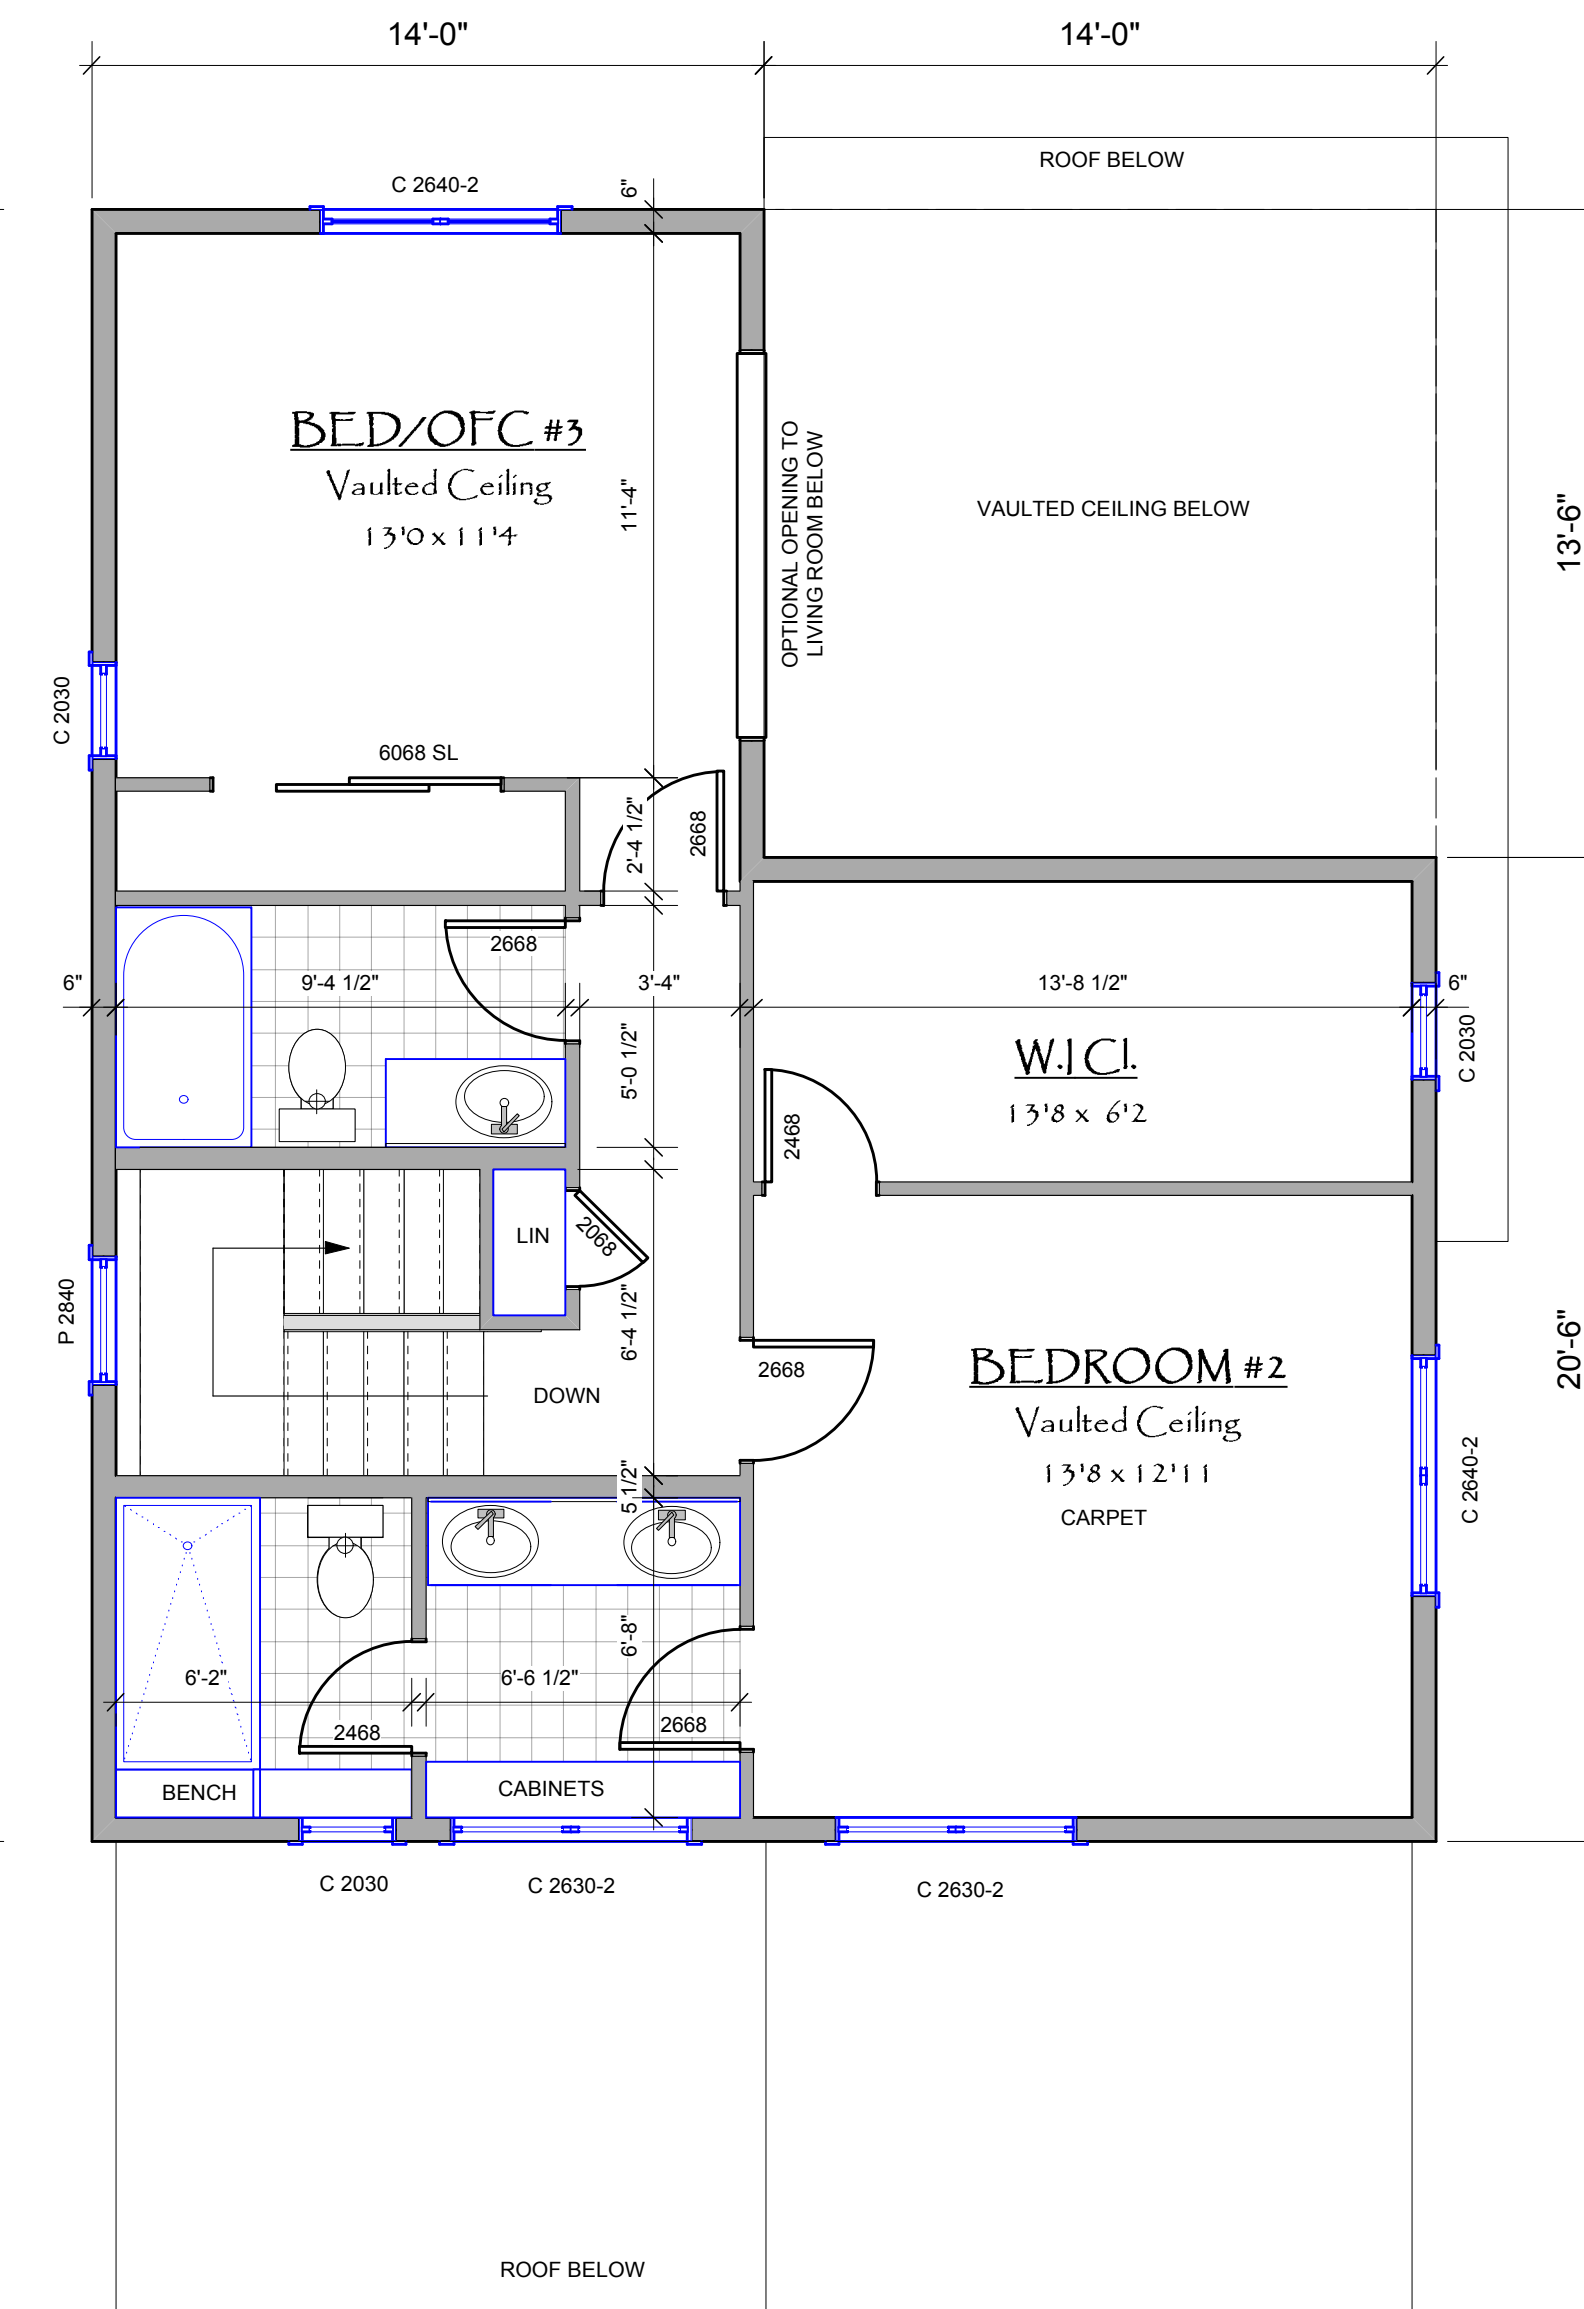 14'-0"
14'-0"
ROOF BELOW
C 2640-2
6"
BED/OFC #3
Vaulted Ceiling
13'0 x 11'4
11'-4"
OPTIONAL OPENING TO
LIVING ROOM BELOW
VAULTED CEILING BELOW
13'-6"
C 2030
6068 SL
2'-4 1/2"
2668
2668
6"
9'-4 1/2"
3'-4"
13'-8 1/2"
6"
C 2030
5'-0 1/2"
W.I Cl.
13'8 x 6'2
2468
LIN
2068
P 2840
6'-4 1/2"
DOWN
2668
BEDROOM #2
Vaulted Ceiling
13'8 x 12'11
CARPET
20'-6"
C 2640-2
5 1/2"
6'-8"
6'-2"
6'-6 1/2"
2468
2668
BENCH
CABINETS
C 2030
C 2630-2
C 2630-2
ROOF BELOW